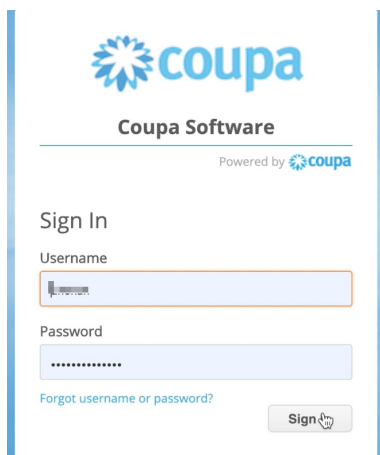 coupa
Coupa Software
Powered by coupa
Sign In
Username
Password
••••••••••••••
Forgot username or password?
Sign